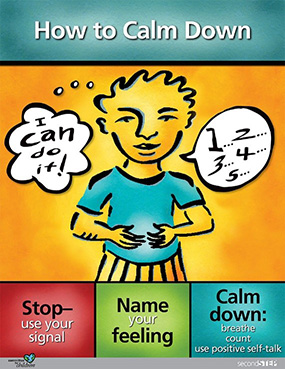 How to Calm Down
I
can
do
it!
1... 2...
3... 4...
5...
Stop–
use your
signal
Name
your
feeling
Calm
down:
breathe
count
use positive self-talk
secondSTEP